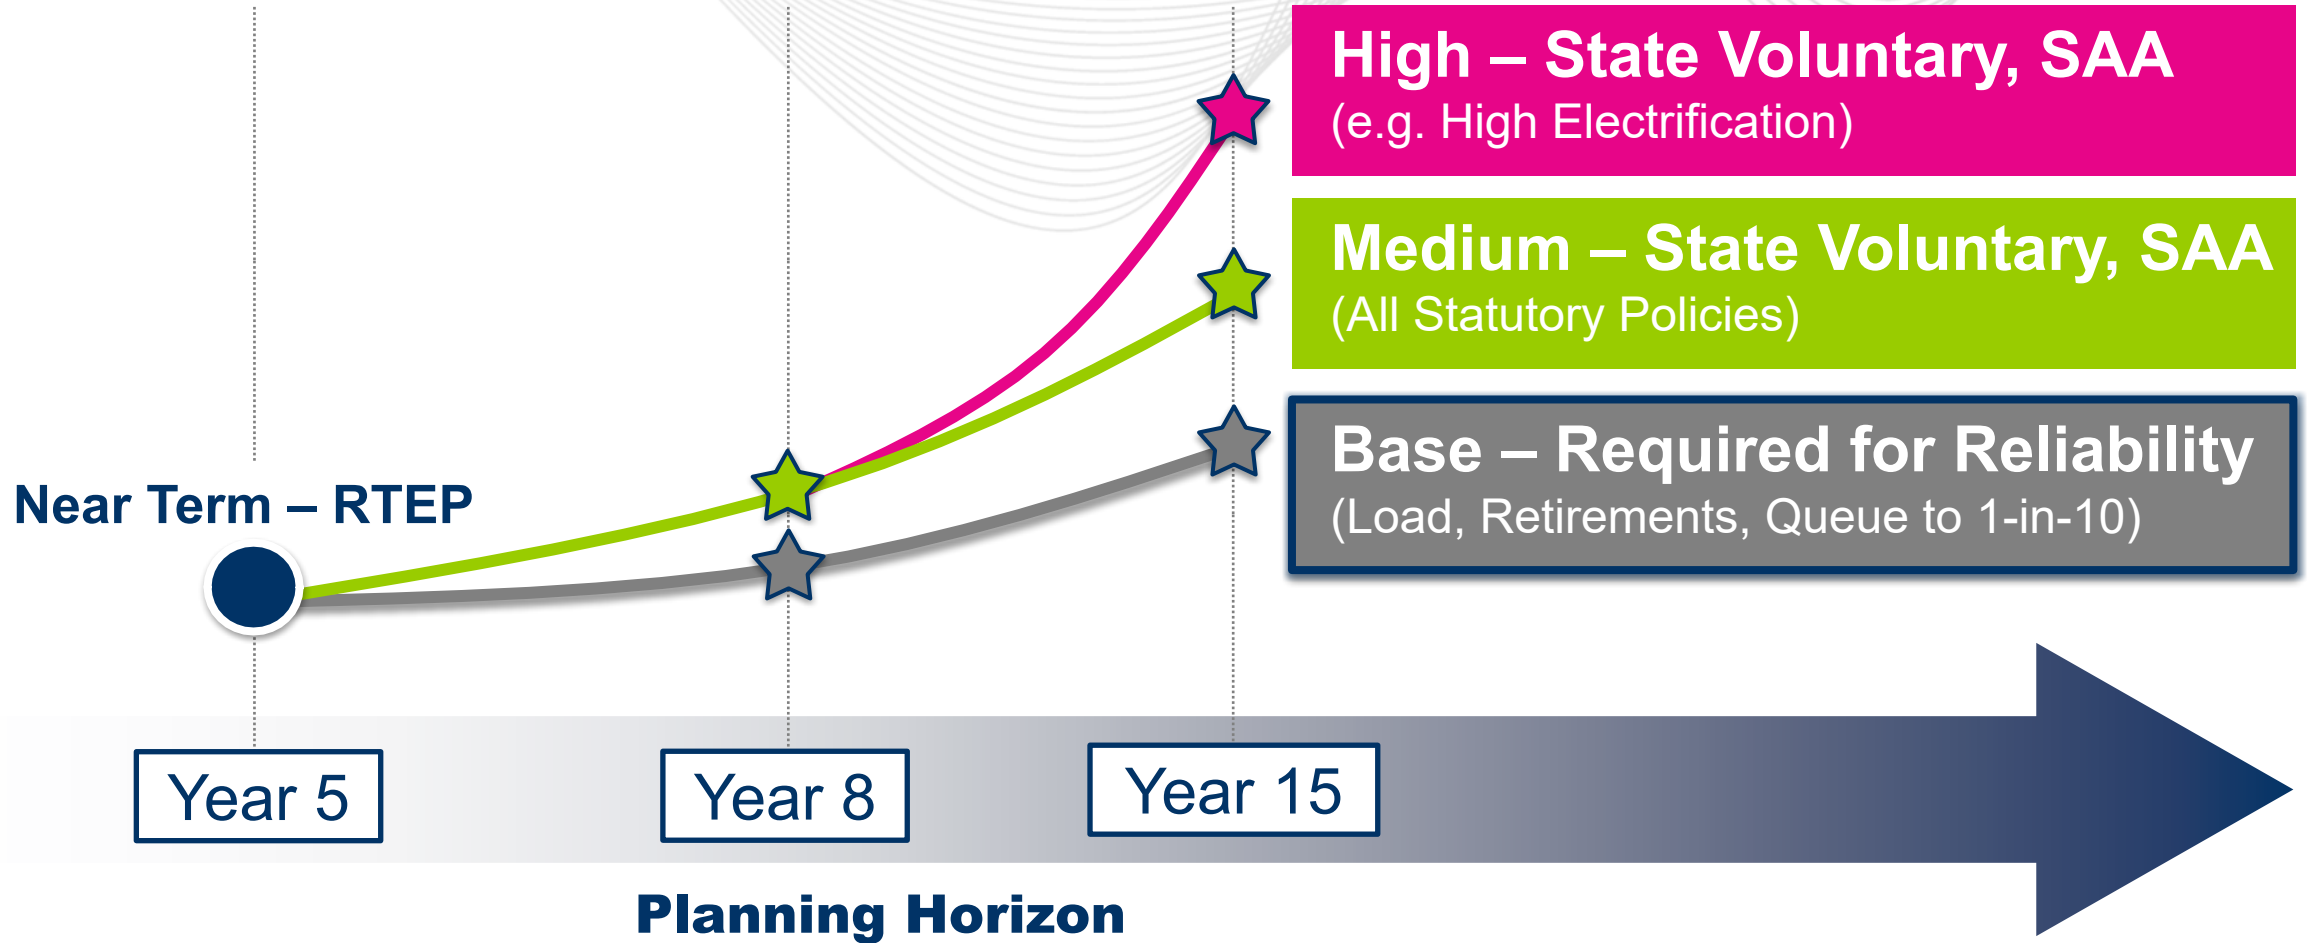 High – State Voluntary, SAA
(e.g. High Electrification)
Medium – State Voluntary, SAA
(All Statutory Policies)
Base – Required for Reliability
(Load, Retirements, Queue to 1-in-10)
Near Term – RTEP
Year 5
Year 8
Year 15
Planning Horizon